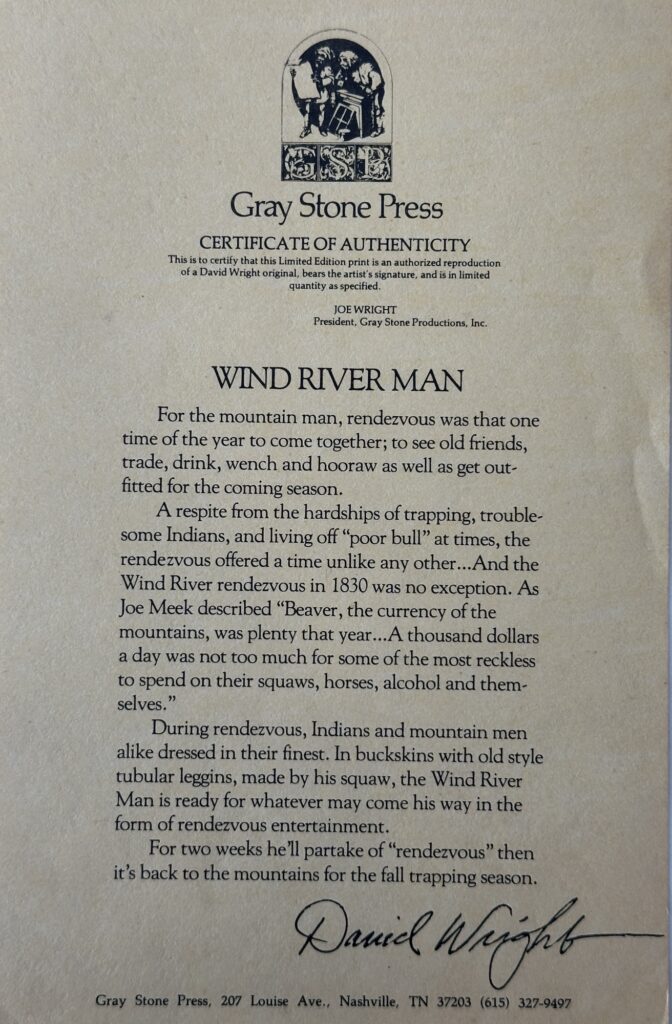 GSP
Gray Stone Press
CERTIFICATE OF AUTHENTICITY
This is to certify that this Limited Edition print is an authorized reproduction
of a David Wright original, bears the artist's signature, and is in limited
quantity as specified.
JOE WRIGHT
President, Gray Stone Productions, Inc.
WIND RIVER MAN
For the mountain man, rendezvous was that one
time of the year to come together; to see old friends,
trade, drink, wench and hooraw as well as get out-
fitted for the coming season.
A respite from the hardships of trapping, trouble-
some Indians, and living off “poor bull” at times, the
rendezvous offered a time unlike any other...And the
Wind River rendezvous in 1830 was no exception. As
Joe Meek described “Beaver, the currency of the
mountains, was plenty that year...A thousand dollars
a day was not too much for some of the most reckless
to spend on their squaws, horses, alcohol and them-
selves.”
During rendezvous, Indians and mountain men
alike dressed in their finest. In buckskins with old style
tubular leggins, made by his squaw, the Wind River
Man is ready for whatever may come his way in the
form of rendezvous entertainment.
For two weeks he'll partake of “rendezvous” then
it's back to the mountains for the fall trapping season.
David Wright
Gray Stone Press, 207 Louise Ave., Nashville, TN 37203 (615) 327-9497